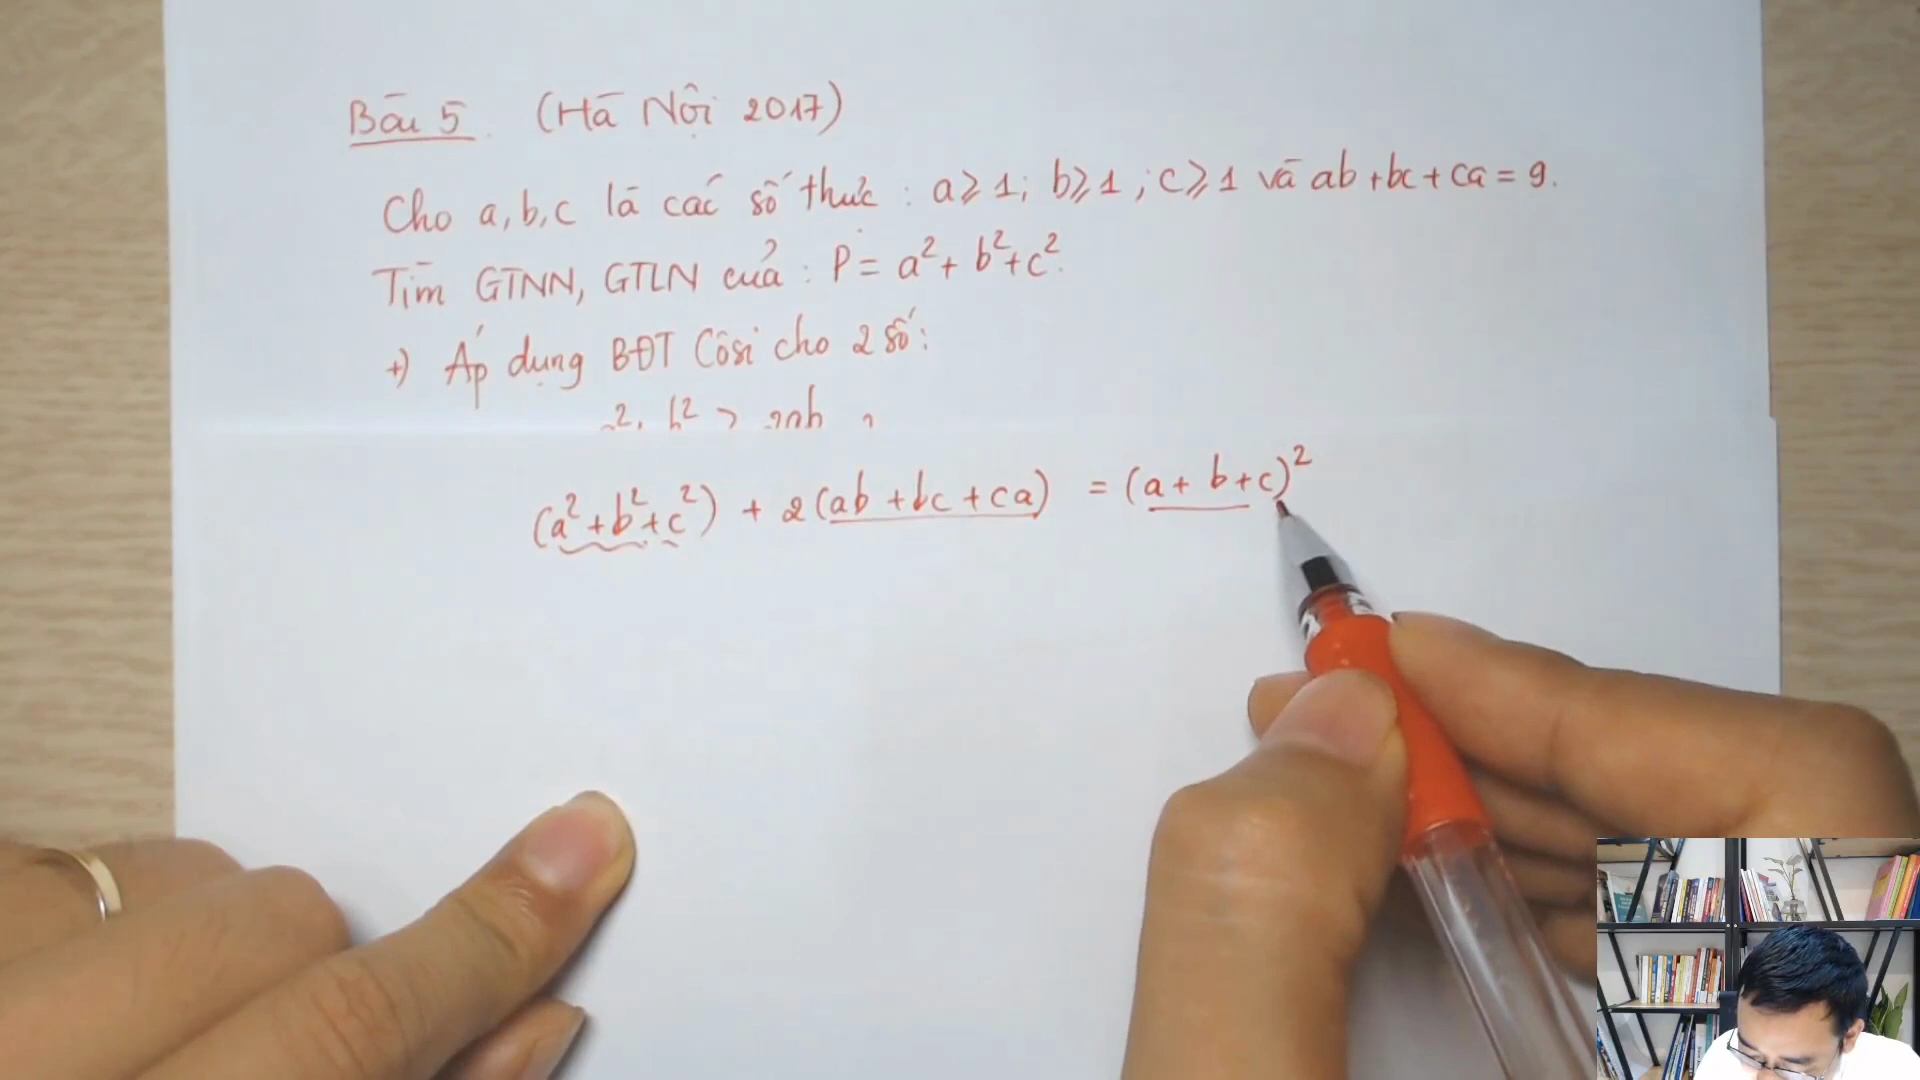 Bài 5. (Hà Nội 2017)
Cho a, b, c là các số thực : a ⩾ 1; b ⩾ 1 ; c ⩾ 1 và ab + bc + ca = 9.
Tìm GTNN, GTLN của : P = a² + b² + c².
+) Áp dụng BĐT Côsi cho 2 số:
(a² + b² + c²) + 2(ab + bc + ca) = (a + b + c)²